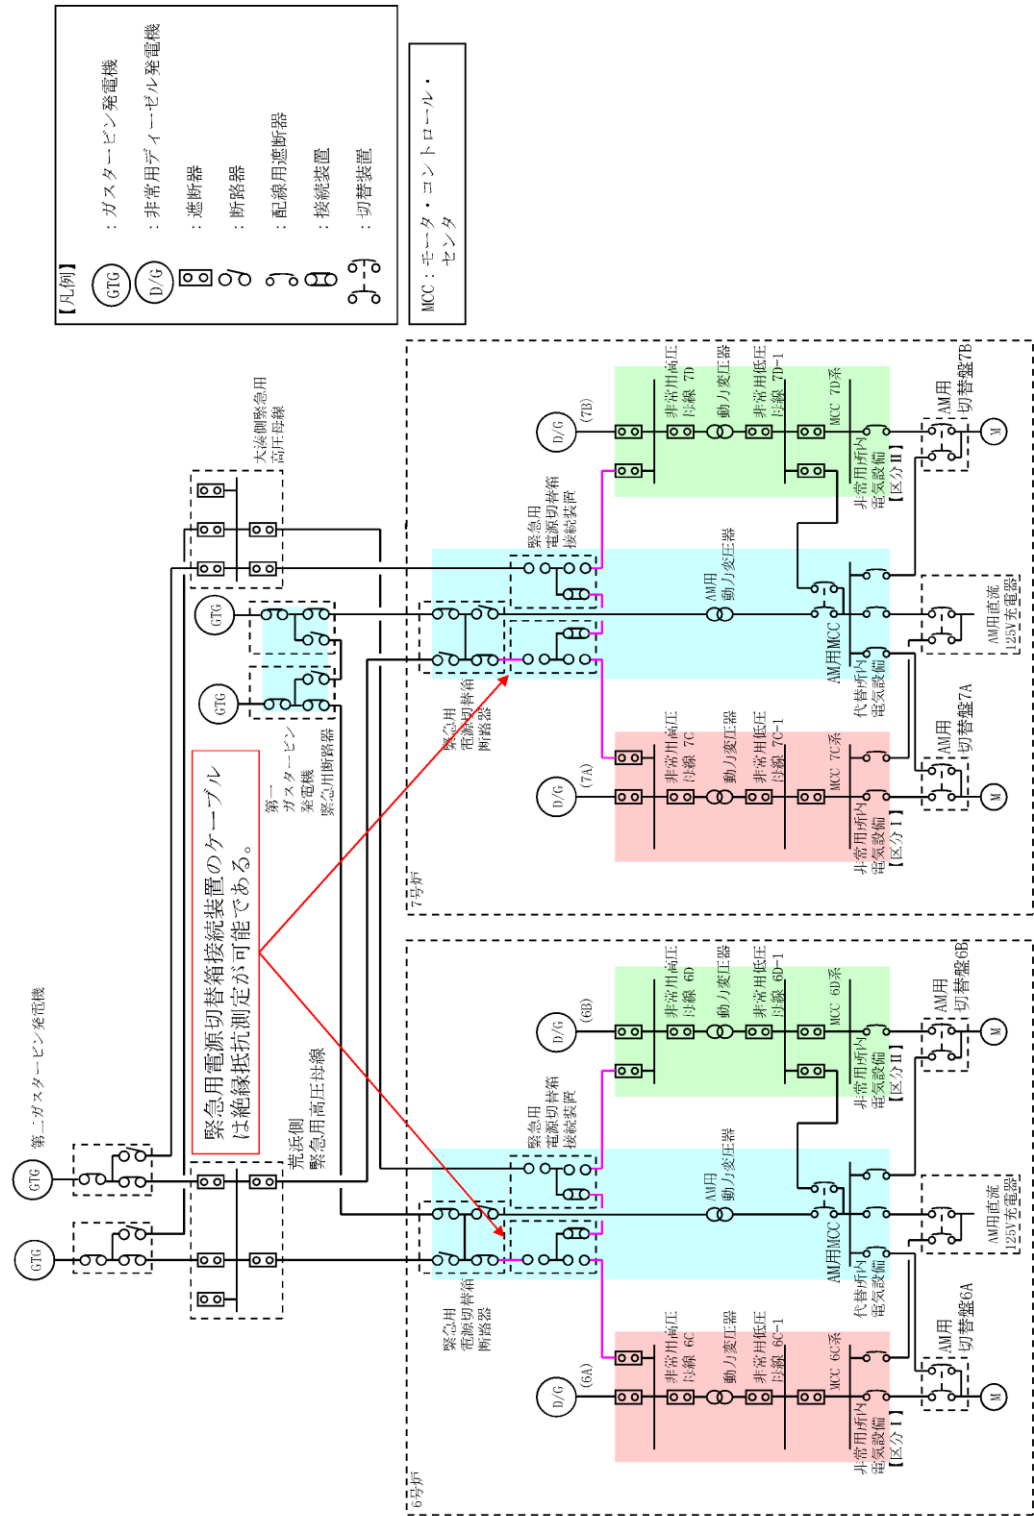 【凡例】
GTG
：ガスタービン発電機
D/G
：非常用ディーゼル発電機
：遮断器
：断路器
：配線用遮断器
：接続装置
：切替装置
MCC：モータ・コントロール・
センタ
第二ガスタービン発電機
GTG
GTG
緊急用電源切替箱接続装置のケーブル
は絶縁抵抗測定が可能である。
荒浜側
緊急用高圧母線
大湊側緊急用
高圧母線
GTG
GTG
第一
ガスタービン
発電機
緊急用断路器
6号炉
緊急用
電源切替箱
断路器
緊急用
電源切替箱
接続装置
D/G
(6A)
非常用高圧
母線 6C
動力変圧器
非常用低圧
母線 6C-1
MCC 6C系
非常用所内
電気設備
【区分Ⅰ】
AM用
動力変圧器
AM用MCC
代替所内
電気設備
D/G
(6B)
非常用高圧
母線 6D
動力変圧器
非常用低圧
母線 6D-1
MCC 6D系
非常用所内
電気設備
【区分Ⅱ】
AM用
切替盤6A
M
AM用直流
125V充電器
AM用
切替盤6B
M
7号炉
緊急用
電源切替箱
断路器
緊急用
電源切替箱
接続装置
D/G
(7A)
非常用高圧
母線 7C
動力変圧器
非常用低圧
母線 7C-1
MCC 7C系
非常用所内
電気設備
【区分Ⅰ】
AM用
動力変圧器
AM用MCC
代替所内
電気設備
D/G
(7B)
非常用高圧
母線 7D
動力変圧器
非常用低圧
母線 7D-1
MCC 7D系
非常用所内
電気設備
【区分Ⅱ】
AM用
切替盤7A
M
AM用直流
125V充電器
AM用
切替盤7B
M